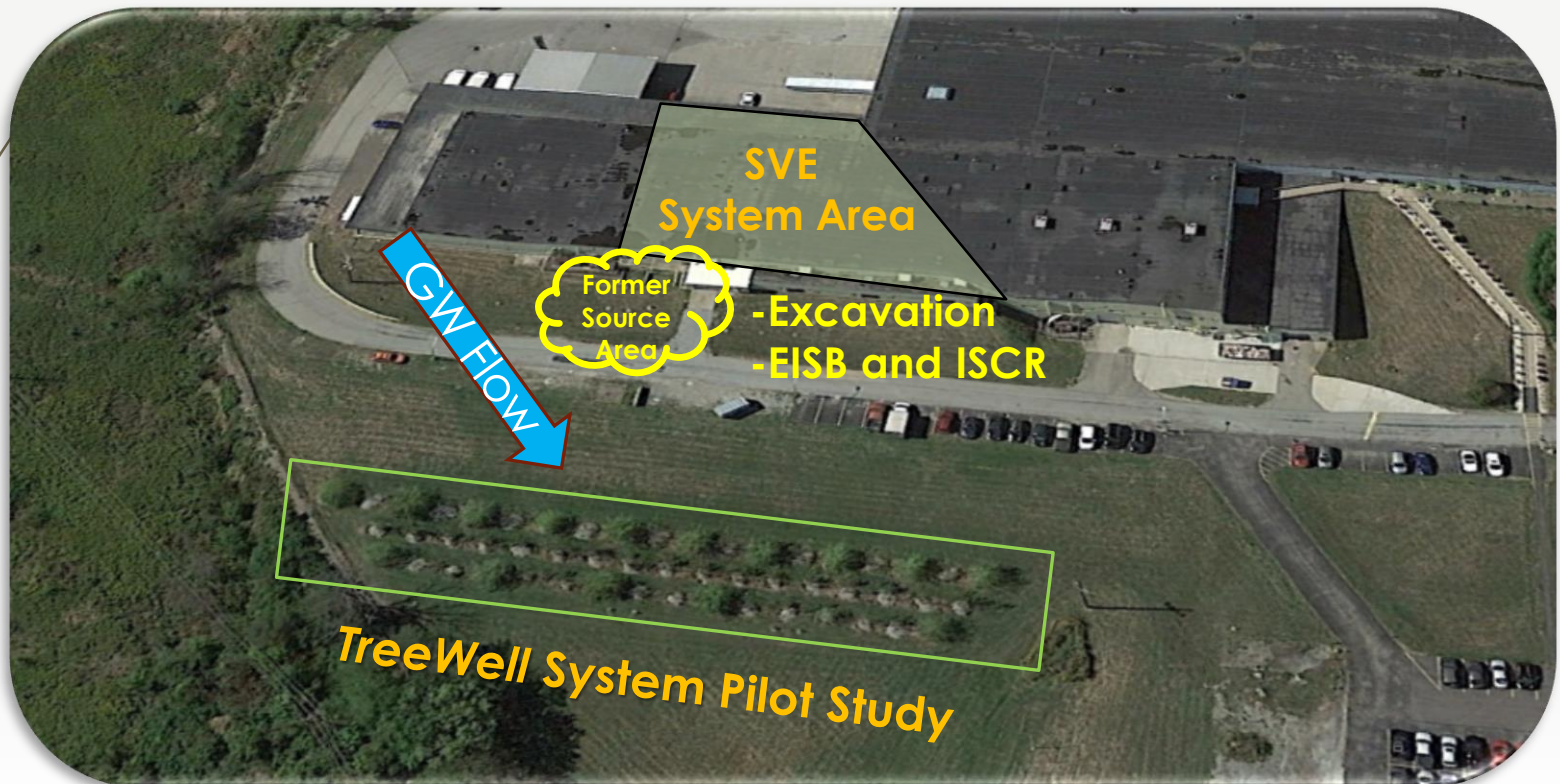 SVE
System Area
Former
Source
Area
-Excavation
-EISB and ISCR
GW Flow
TreeWell System Pilot Study